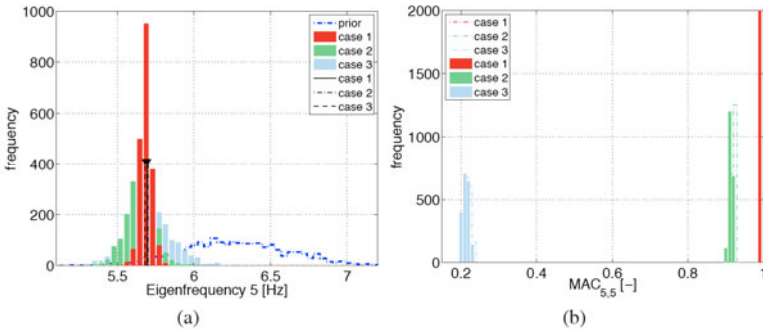 1000
800
600
400
200
0
frequency
5.5
6
6.5
7
Eigenfrequency 5 [Hz]
prior
case 1
case 2
case 3
case 1
case 2
case 3
(a)
2000
1500
1000
500
0
frequency
0.2
0.4
0.6
0.8
1
MAC5,5 [–]
case 1
case 2
case 3
case 1
case 2
case 3
(b)